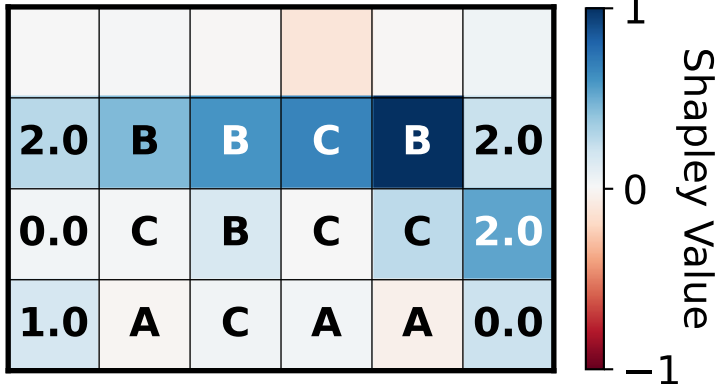 2.0 B B C B 2.0
0.0 C B C C 2.0
1.0 A C A A 0.0
1
0
−1
Shapley Value